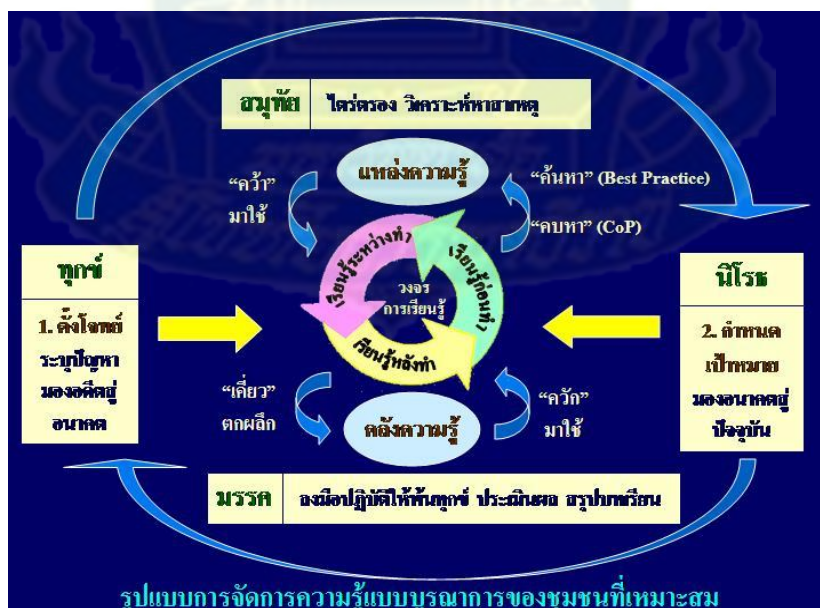 สมุทัย ไตร่ตรอง วิเคราะห์หาสาเหตุ
แหล่งความรู้
“คว้า”
มาใช้
“ค้นหา” (Best Practice)
“คบหา” (CoP)
ทุกข์
1. ตั้งโจทย์
ระบุปัญหา
มองอดีตสู่
อนาคต
เรียนรู้ระหว่างทำ
เรียนรู้ก่อนทำ
วงจร
การเรียนรู้
เรียนรู้หลังทำ
นิโรธ
2. กำหนด
เป้าหมาย
มองอนาคตสู่
ปัจจุบัน
“เคี่ยว”
ตกผลึก
คลังความรู้
“ควัก”
มาใช้
มรรค ลงมือปฏิบัติให้พ้นทุกข์ ประเมินผล สรุปบทเรียน
รูปแบบการจัดการความรู้แบบบูรณาการของชุมชนที่เหมาะสม